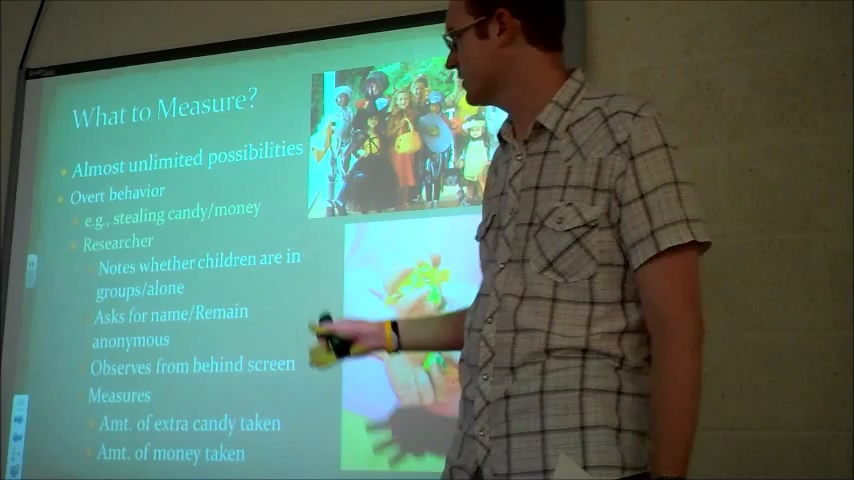 What to Measure?
Almost unlimited possibilities
Overt behavior
e.g., stealing candy/money
Researcher
Notes whether children are in
groups/alone
Asks for name/Remain
anonymous
Observes from behind screen
Measures
Amt. of extra candy taken
Amt. of money taken